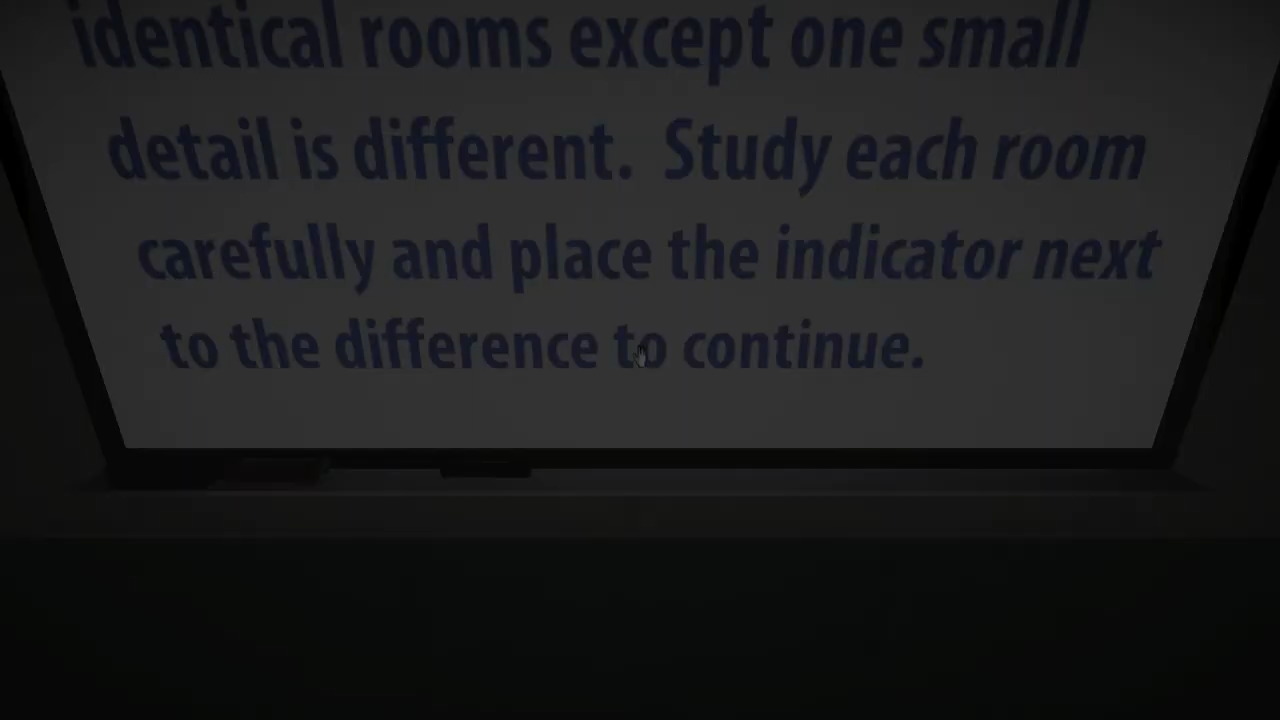 identical rooms except one small
detail is different. Study each room
carefully and place the indicator next
to the difference to continue.